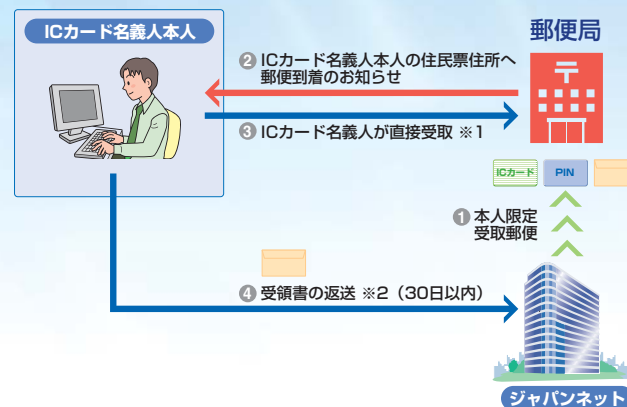 ICカード名義人本人
郵便局
② ICカード名義人本人の住民票住所へ
郵便到着のお知らせ
③ ICカード名義人が直接受取 ※1
ICカード
PIN
① 本人限定
受取郵便
④ 受領書の返送 ※2（30日以内）
ジャパンネット